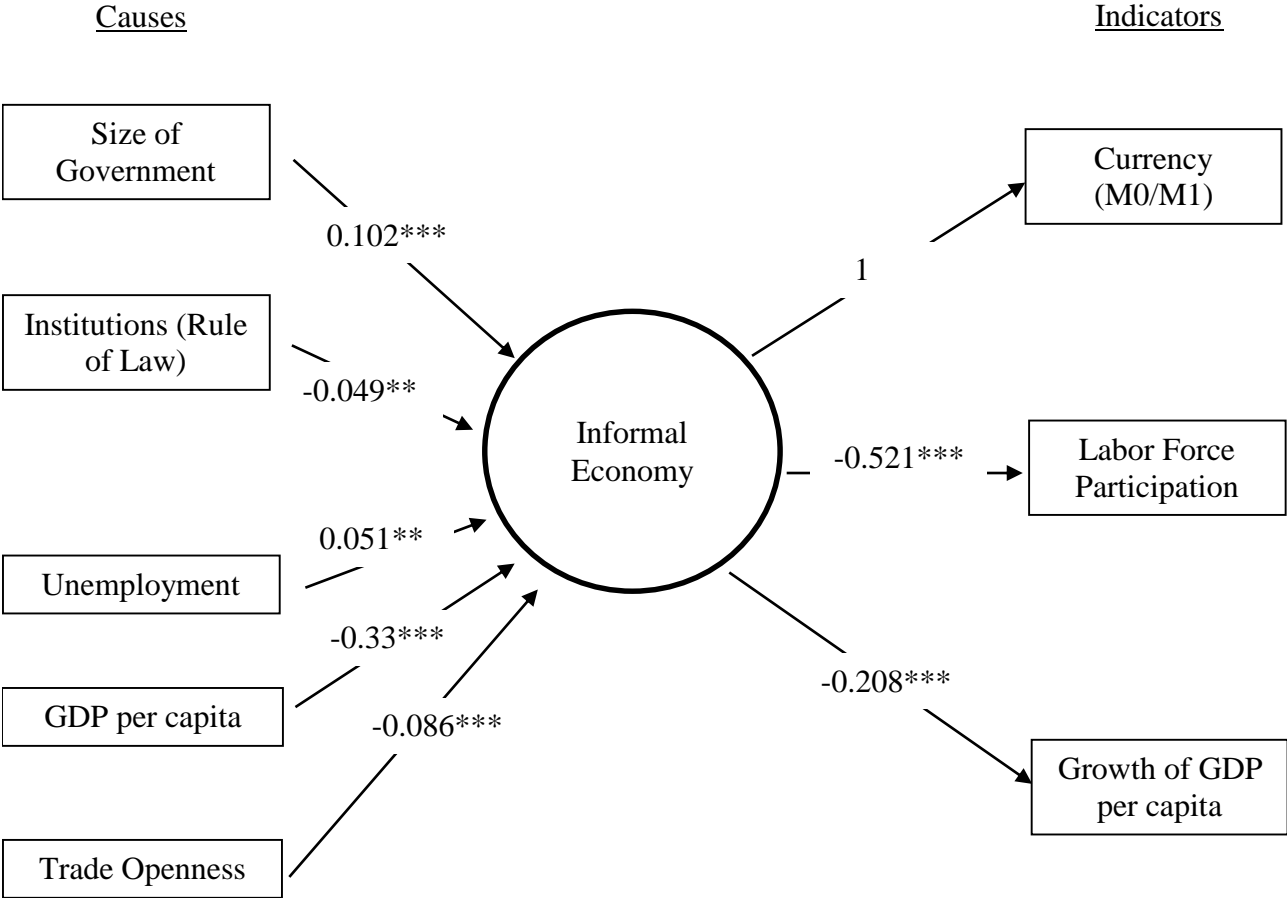 Causes
Indicators
Size of
Government
0.102***
Institutions (Rule
of Law)
-0.049**
Unemployment
0.051**
GDP per capita
-0.33***
Trade Openness
-0.086***
Informal
Economy
1
Currency
(M0/M1)
-0.521***
Labor Force
Participation
-0.208***
Growth of GDP
per capita